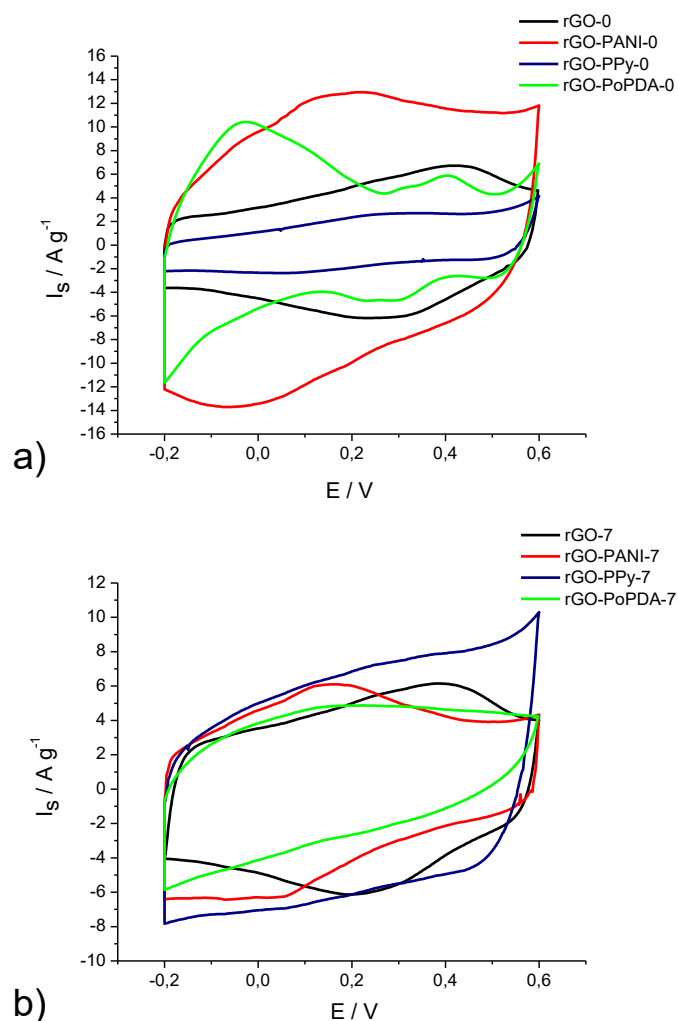 rGO-0
rGO-PANI-0
rGO-PPy-0
rGO-PoPDA-0
16
14
12
10
8
6
4
2
0
-2
-4
-6
-8
-10
-12
-14
-16
I_s / A g⁻¹
-0,2 0,0 0,2 0,4 0,6
E / V
a)
rGO-7
rGO-PANI-7
rGO-PPy-7
rGO-PoPDA-7
12
10
8
6
4
2
0
-2
-4
-6
-8
-10
I_s / A g⁻¹
-0,2 0,0 0,2 0,4 0,6
E / V
b)